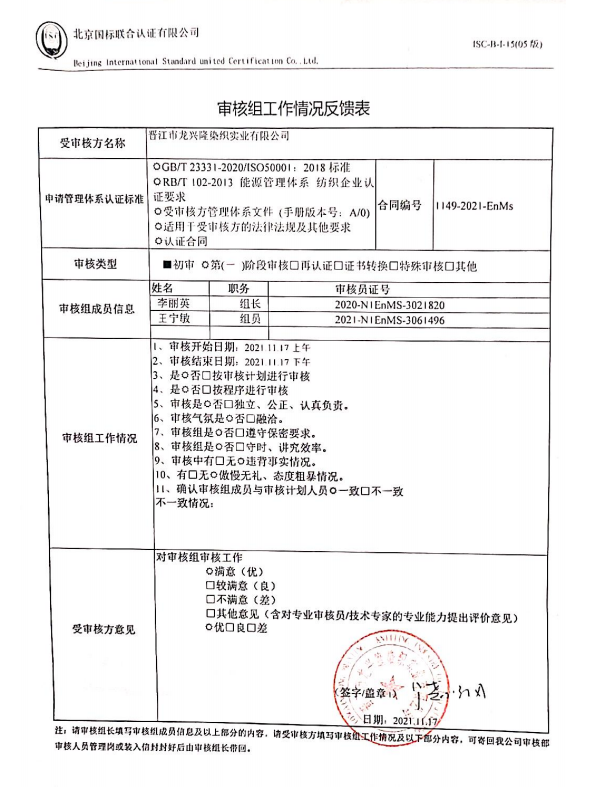 北京国标联合认证有限公司
Beijing International Standard united Certification Co.,Ltd.
ISC-B-I-15(05版)
审核组工作情况反馈表
受审核方名称
晋江市龙兴隆染织实业有限公司
申请管理体系认证标准
○GB/T 23331-2020/ISO50001：2018 标准
○RB/T 102-2013 能源管理体系 纺织企业认
证要求
○受审核方管理体系文件（手册版本号：A/0）
○适用于受审核方的法律法规及其他要求
○认证合同
合同编号
1149-2021-EnMs
审核类型
■初审 ○第(一)阶段审核□再认证□证书转换□特殊审核□其他
审核组成员信息
姓名 职务 审核员证号
李丽英 组长 2020-N1EnMS-3021820
王宁敏 组员 2021-N1EnMS-3061496
审核组工作情况
1、审核开始日期：2021.11.17 上午
2、审核结束日期：2021.11.17 下午
3、是○否□按审核计划进行审核
4、是○否□按程序进行审核
5、审核是○否□独立、公正、认真负责。
6、审核气氛是○否□融洽。
7、审核组是○否□遵守保密要求。
8、审核组是○否□守时、讲究效率。
9、审核中有□无○违背事实情况。
10、有□无○傲慢无礼、态度粗暴情况。
11、确认审核组成员与审核计划人员○一致□不一致
不一致情况：
受审核方意见
对审核组审核工作
○满意（优）
□较满意（良）
□不满意（差）
□其他意见（含对专业审核员/技术专家的专业能力提出评价意见）
○优□良□差
(签字/盖章)
日期：2021.11.17
注：请审核组长填写审核组成员信息及以上部分的内容，请受审核方填写审核组工作情况及以下部分内容，可寄回我公司审核部
审核人员管理岗或装入信封封好后由审核组长带回。